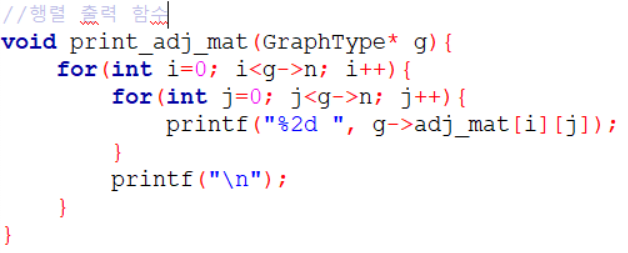 //행렬 출력 함수
void print_adj_mat(GraphType* g){
    for(int i=0; i<g->n; i++){
        for(int j=0; j<g->n; j++){
            printf("%2d ", g->adj_mat[i][j]);
        }
        printf("\n");
    }
}